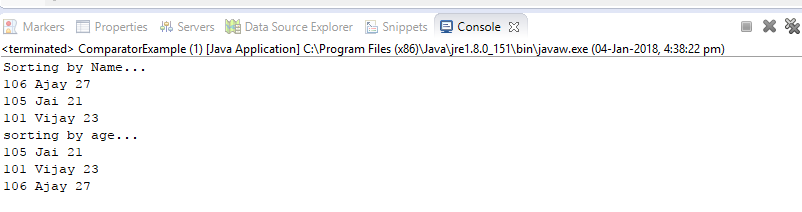 Markers Properties Servers Data Source Explorer Snippets Console
<terminated> ComparatorExample (1) [Java Application] C:\Program Files (x86)\Java\jre1.8.0_151\bin\javaw.exe (04-Jan-2018, 4:38:22 pm)
Sorting by Name...
106 Ajay 27
105 Jai 21
101 Vijay 23
sorting by age...
105 Jai 21
101 Vijay 23
106 Ajay 27